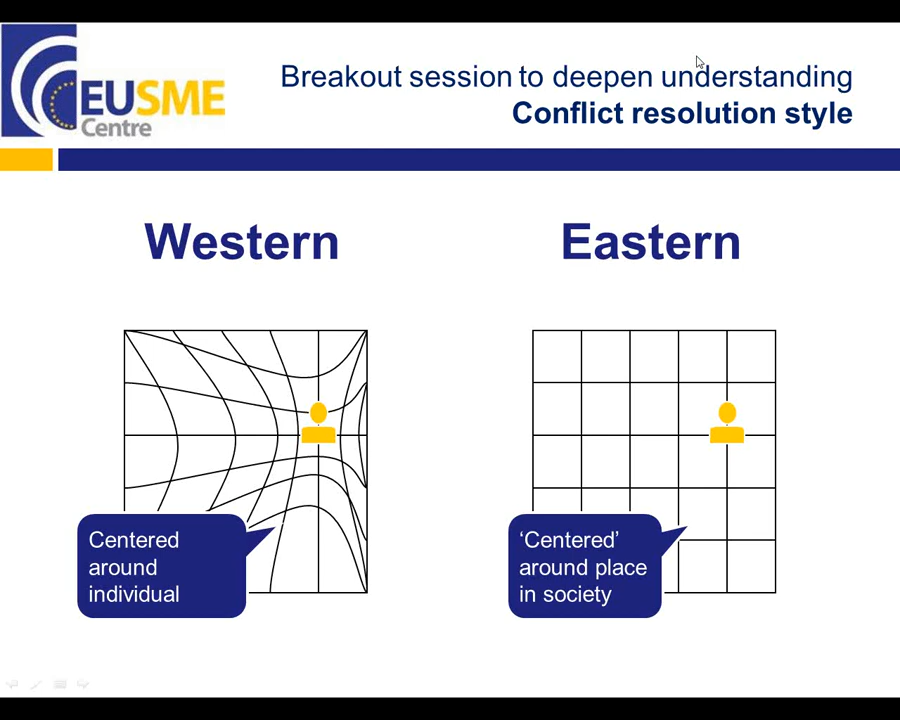 EUSME
Centre
Breakout session to deepen understanding
Conflict resolution style
Western
Eastern
Centered
around
individual
‘Centered’
around place
in society